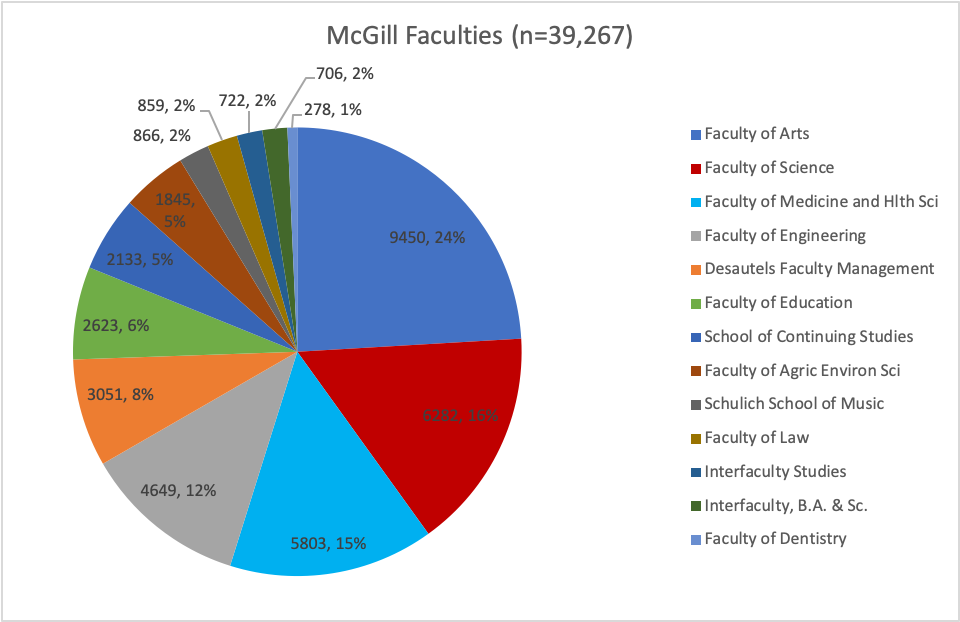 McGill Faculties (n=39,267)
706, 2%
722, 2%
859, 2%
278, 1%
866, 2%
1845,
5%
9450, 24%
2133, 5%
2623, 6%
3051, 8%
6282, 16%
4649, 12%
5803, 15%
Faculty of Arts
Faculty of Science
Faculty of Medicine and Hlth Sci
Faculty of Engineering
Desautels Faculty Management
Faculty of Education
School of Continuing Studies
Faculty of Agric Environ Sci
Schulich School of Music
Faculty of Law
Interfaculty Studies
Interfaculty, B.A. & Sc.
Faculty of Dentistry